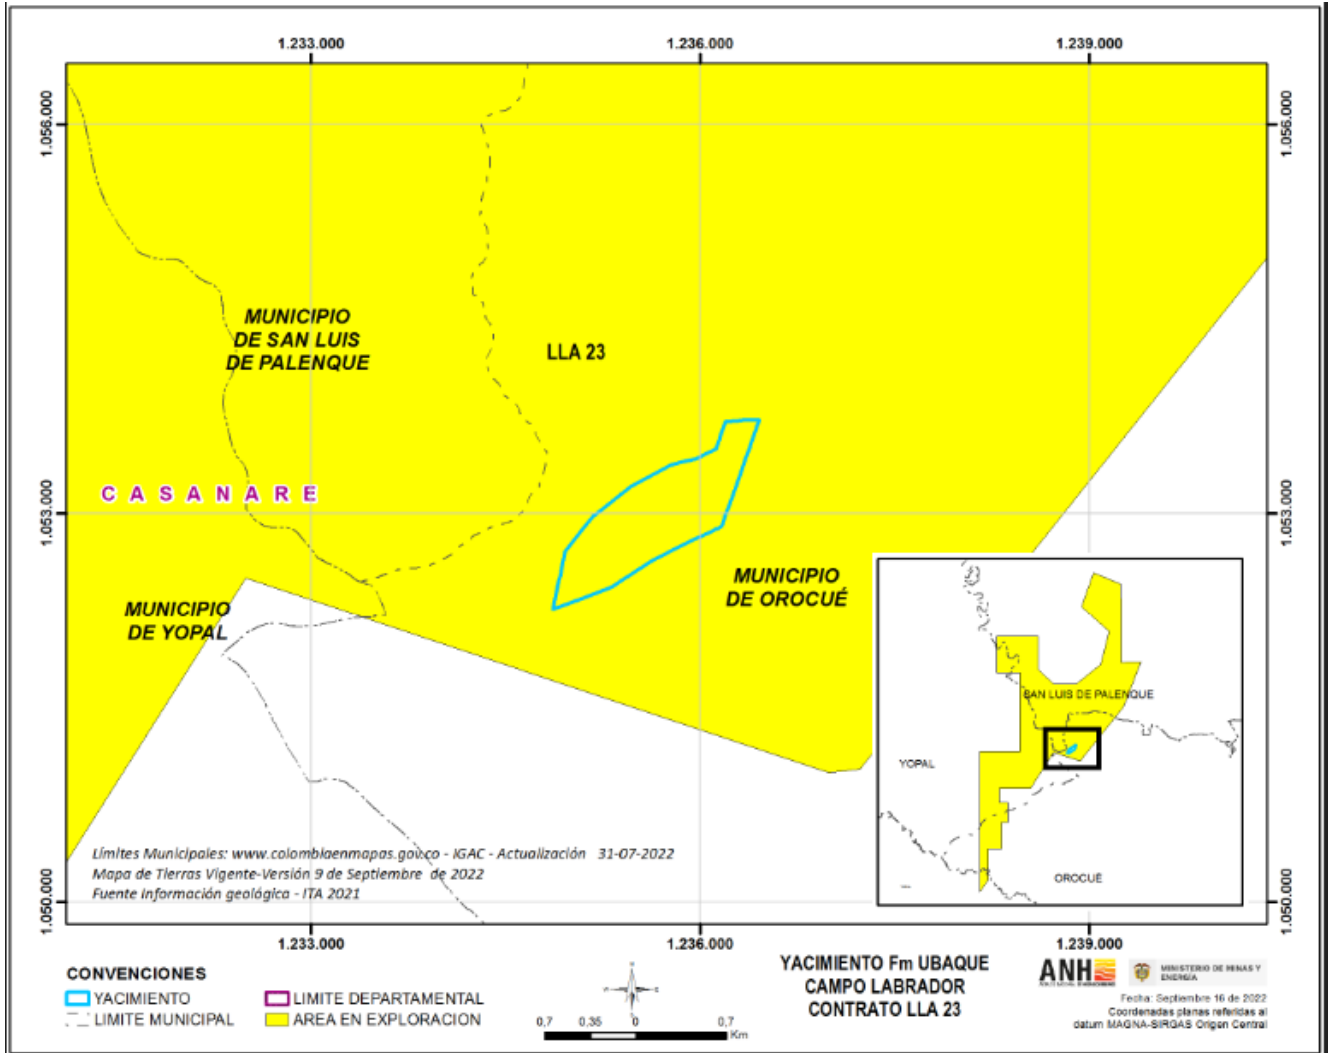 1.233.000 1.236.000 1.239.000
1.056.000 1.056.000
MUNICIPIO
DE SAN LUIS
DE PALENQUE
LLA 23
CASANARE
1.053.000 1.053.000
MUNICIPIO
DE OROCUÉ
MUNICIPIO
DE YOPAL
SAN LUIS DE PALENQUE
YOPAL
OROCUÉ
Límites Municipales: www.colombiaenmapas.gov.co - IGAC - Actualización 31-07-2022
Mapa de Tierras Vigente-Versión 9 de Septiembre de 2022
Fuente Información geológica - ITA 2021
1.050.000 1.050.000
1.233.000 1.236.000 1.239.000
CONVENCIONES
YACIMIENTO
LIMITE DEPARTAMENTAL
LIMITE MUNICIPAL
AREA EN EXPLORACION
0,7 0,35 0 0,7
Km
YACIMIENTO Fm UBAQUE
CAMPO LABRADOR
CONTRATO LLA 23
ANH
MINISTERIO DE MINAS Y
ENERGÍA
Fecha: Septiembre 16 de 2022
Coordenadas planas referidas al
datum MAGNA-SIRGAS Origen Central